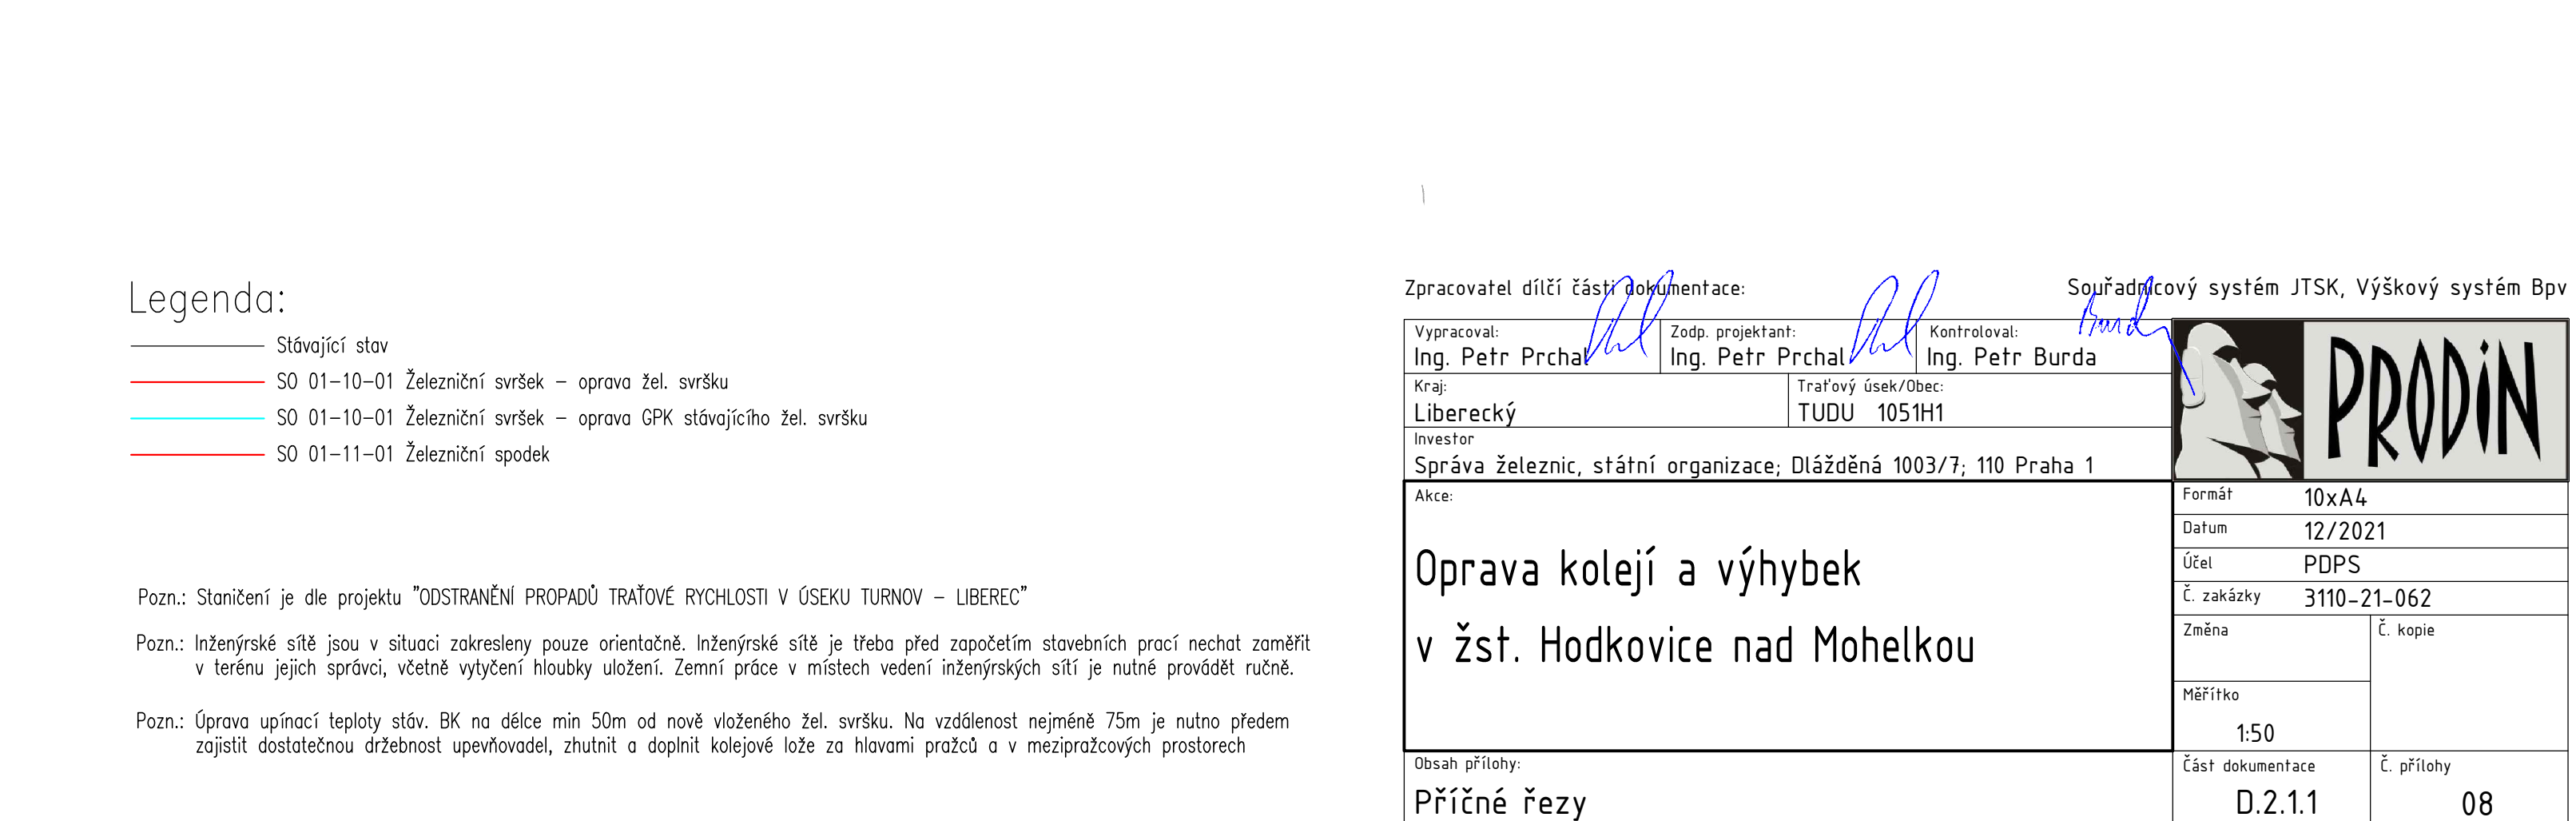 Legenda:
Stávající stav
SO 01-10-01 Železniční svršek - oprava žel. svršku
SO 01-10-01 Železniční svršek - oprava GPK stávajícího žel. svršku
SO 01-11-01 Železniční spodek
Pozn.: Staničení je dle projektu "ODSTRANĚNÍ PROPADŮ TRAŤOVÉ RYCHLOSTI V ÚSEKU TURNOV - LIBEREC"
Pozn.: Inženýrské sítě jsou v situaci zakresleny pouze orientačně. Inženýrské sítě je třeba před započetím stavebních prací nechat zaměřit
v terénu jejich správci, včetně vytyčení hloubky uložení. Zemní práce v místech vedení inženýrských sítí je nutné provádět ručně.
Pozn.: Úprava upínací teploty stáv. BK na délce min 50m od nově vloženého žel. svršku. Na vzdálenost nejméně 75m je nutno předem
zajistit dostatečnou držebnost upevňovadel, zhutnit a doplnit kolejové lože za hlavami pražců a v mezipražcových prostorech
Zpracovatel dílčí části dokumentace:
Souřadnicový systém JTSK, Výškový systém Bpv
Vypracoval:
Ing. Petr Prchal
Zodp. projektant:
Ing. Petr Prchal
Kontroloval:
Ing. Petr Burda
Burda
Kraj:
Liberecký
Traťový úsek/Obec:
TUDU 1051H1
Investor
Správa železnic, státní organizace; Dlážděná 1003/7; 110 Praha 1
PRODIN
Akce:
Oprava kolejí a výhybek
v žst. Hodkovice nad Mohelkou
Formát 10xA4
Datum 12/2021
Účel PDPS
Č. zakázky 3110-21-062
Změna
Č. kopie
Měřítko
1:50
Obsah přílohy:
Příčné řezy
Část dokumentace
D.2.1.1
Č. přílohy
08